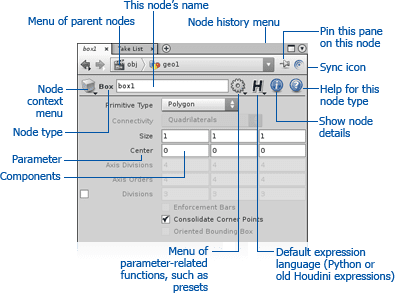 This node's name
Menu of parent nodes
Node history menu
Pin this pane
on this node
box1
Take List
obj
geo1
Sync icon
Node
context
menu
Box
box1
H
Help for this
node type
Node type
Primitive Type
Polygon
Connectivity
Quadrilaterals
Show node
details
Size
1
1
1
Parameter
Center
0
0
0
Components
Axis Divisions
4
4
4
Axis Orders
4
4
4
Divisions
3
3
3
Enforcement Bars
Consolidate Corner Points
Oriented Bounding Box
Menu of
parameter-related
functions, such as
presets
Default expression
language (Python or
old Houdini expressions)